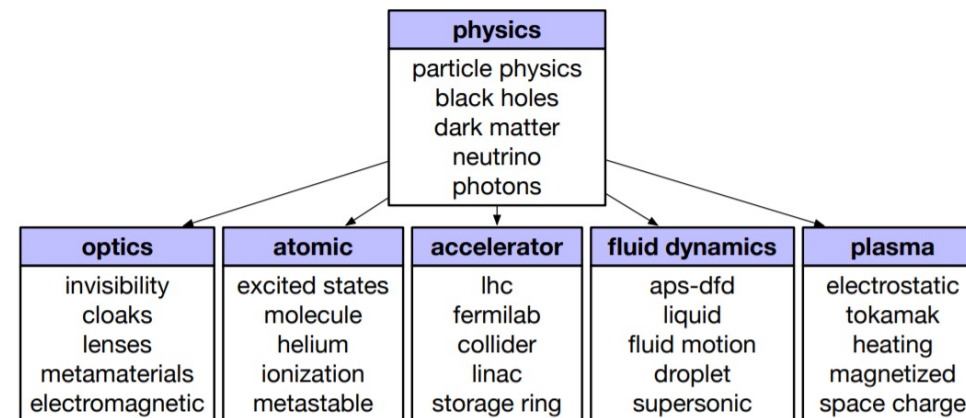 physics
particle physics
black holes
dark matter
neutrino
photons
optics
invisibility
cloaks
lenses
metamaterials
electromagnetic
atomic
excited states
molecule
helium
ionization
metastable
accelerator
lhc
fermilab
collider
linac
storage ring
fluid dynamics
aps-dfd
liquid
fluid motion
droplet
supersonic
plasma
electrostatic
tokamak
heating
magnetized
space charge